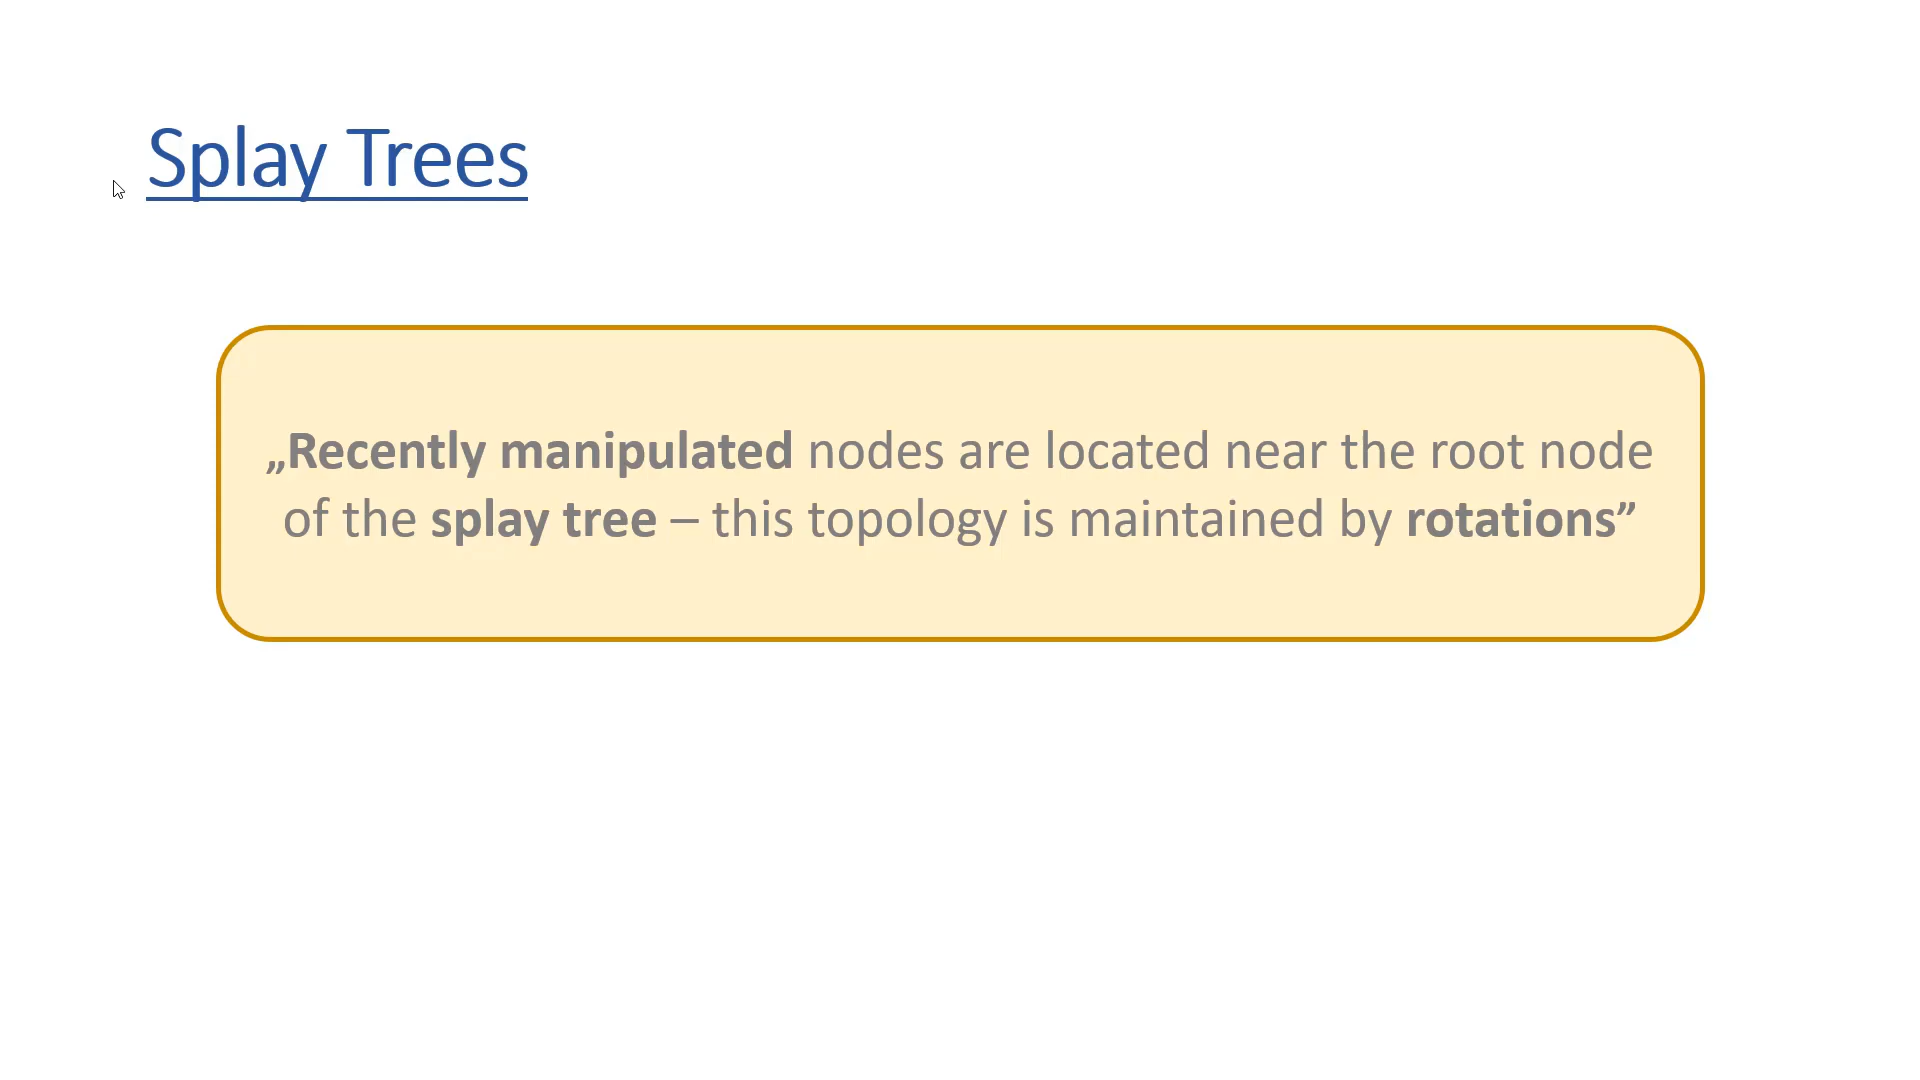 Splay Trees
„Recently manipulated nodes are located near the root node
of the splay tree – this topology is maintained by rotations”